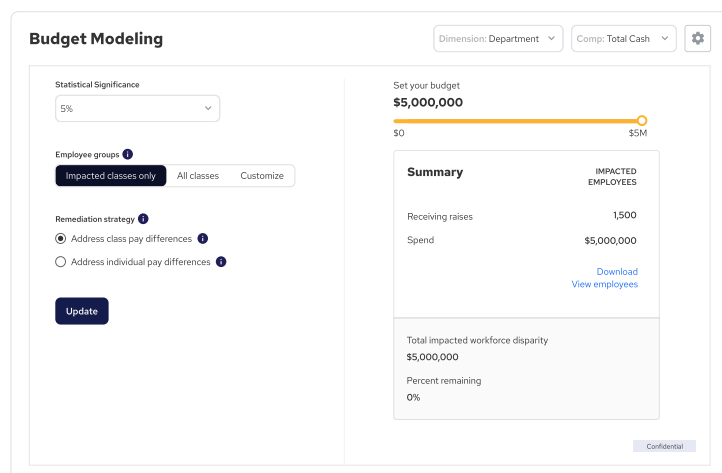 Budget Modeling
Dimension: Department
Comp: Total Cash
Statistical Significance
5%
Employee groups
Impacted classes only
All classes
Customize
Remediation strategy
Address class pay differences
Address individual pay differences
Update
Set your budget
$5,000,000
$0
$5M
Summary
IMPACTED
EMPLOYEES
Receiving raises
1,500
Spend
$5,000,000
Download
View employees
Total impacted workforce disparity
$5,000,000
Percent remaining
0%
Confidential